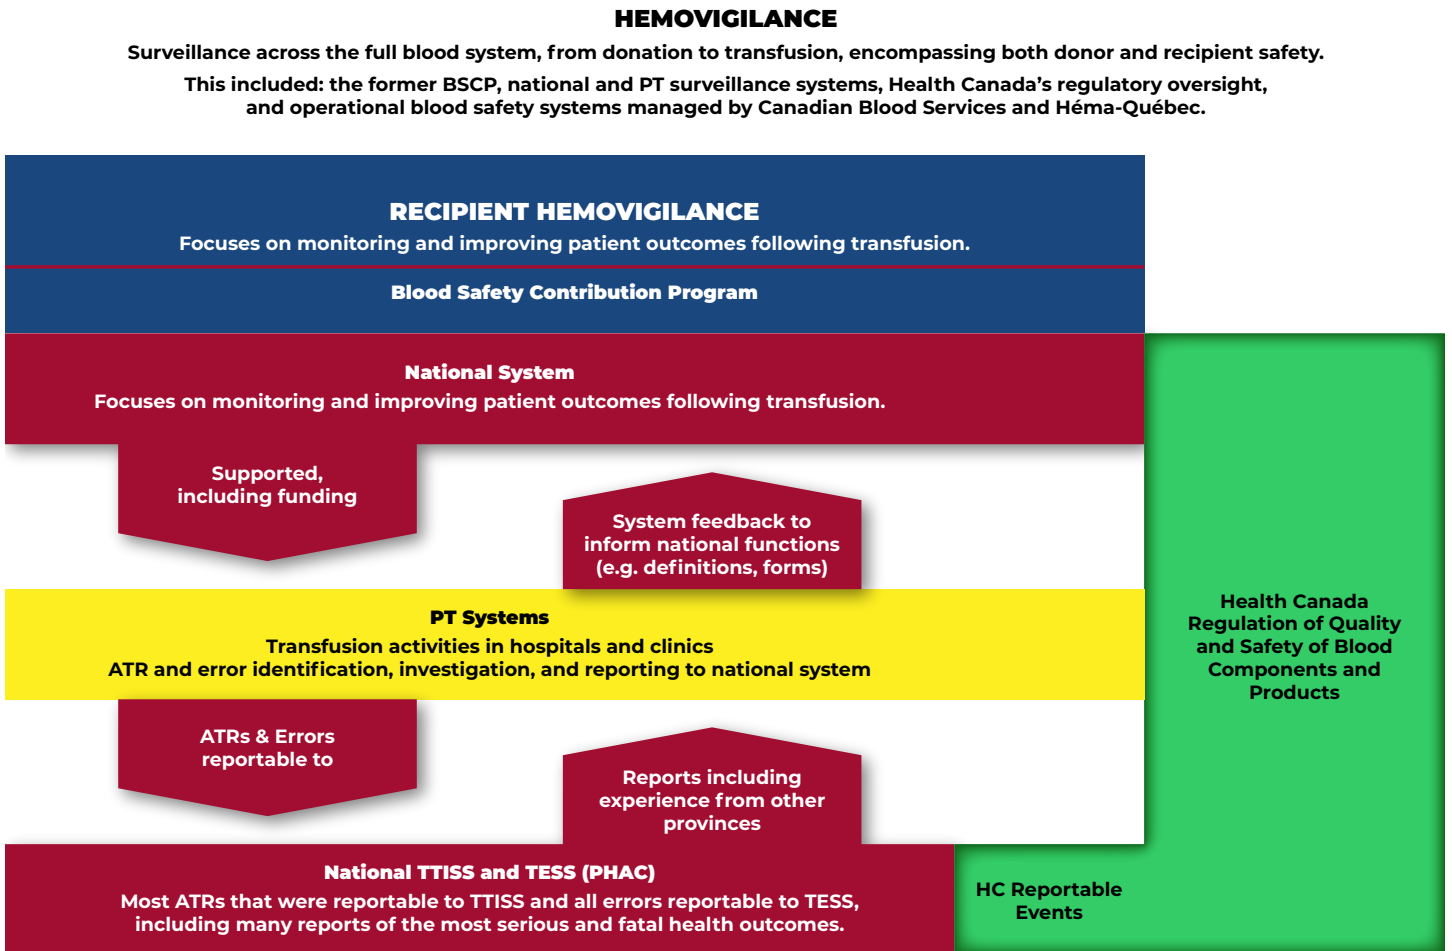 HEMOVIGILANCE
Surveillance across the full blood system, from donation to transfusion, encompassing both donor and recipient safety.
This included: the former BSCP, national and PT surveillance systems, Health Canada's regulatory oversight,
and operational blood safety systems managed by Canadian Blood Services and Héma-Québec.
RECIPIENT HEMOVIGILANCE
Focuses on monitoring and improving patient outcomes following transfusion.
Blood Safety Contribution Program
National System
Focuses on monitoring and improving patient outcomes following transfusion.
Supported,
including funding
System feedback to
inform national functions
(e.g. definitions, forms)
PT Systems
Transfusion activities in hospitals and clinics
ATR and error identification, investigation, and reporting to national system
Health Canada
Regulation of Quality
and Safety of Blood
Components and
Products
ATRs & Errors
reportable to
Reports including
experience from other
provinces
National TTISS and TESS (PHAC)
Most ATRs that were reportable to TTISS and all errors reportable to TESS,
including many reports of the most serious and fatal health outcomes.
HC Reportable
Events